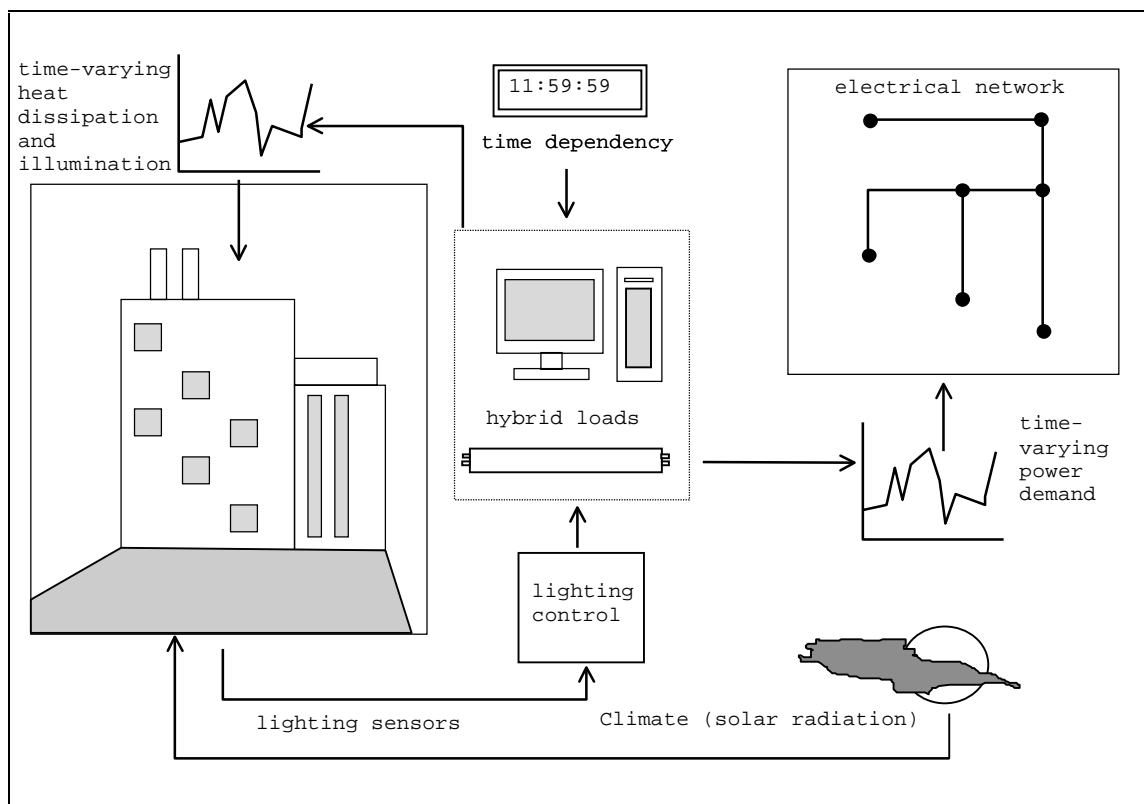 time-varying
heat
dissipation
and
illumination
11:59:59
time dependency
electrical network
hybrid loads
time-
varying
power
demand
lighting
control
lighting sensors
Climate (solar radiation)